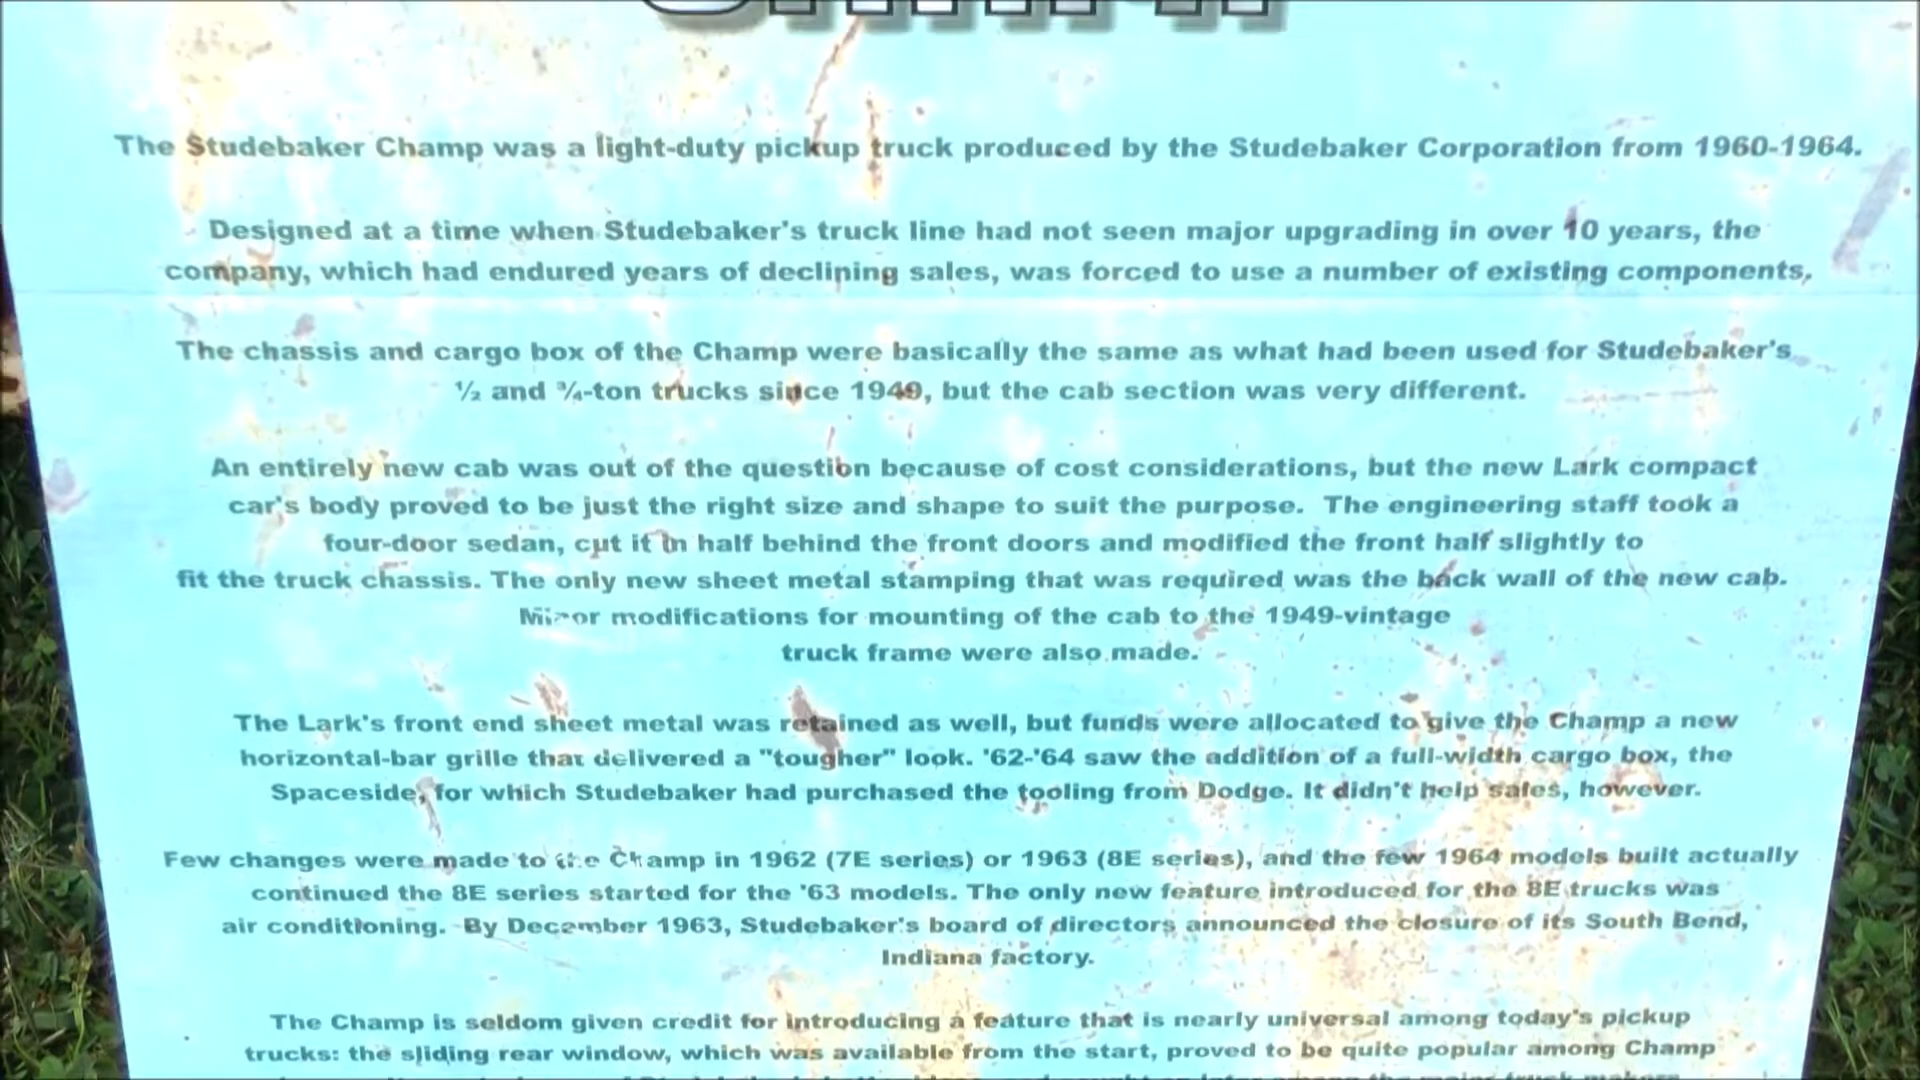 The Studebaker Champ was a light-duty pickup truck produced by the Studebaker Corporation from 1960-1964.
Designed at a time when Studebaker's truck line had not seen major upgrading in over 10 years, the
company, which had endured years of declining sales, was forced to use a number of existing components.
The chassis and cargo box of the Champ were basically the same as what had been used for Studebaker's
½ and ¾-ton trucks since 1949, but the cab section was very different.
An entirely new cab was out of the question because of cost considerations, but the new Lark compact
car's body proved to be just the right size and shape to suit the purpose. The engineering staff took a
four-door sedan, cut it in half behind the front doors and modified the front half slightly to
fit the truck chassis. The only new sheet metal stamping that was required was the back wall of the new cab.
Minor modifications for mounting of the cab to the 1949-vintage
truck frame were also made.
The Lark's front end sheet metal was retained as well, but funds were allocated to give the Champ a new
horizontal-bar grille that delivered a "tougher" look. '62-'64 saw the addition of a full-width cargo box, the
Spaceside, for which Studebaker had purchased the tooling from Dodge. It didn't help sales, however.
Few changes were made to the Champ in 1962 (7E series) or 1963 (8E series), and the few 1964 models built actually
continued the 8E series started for the '63 models. The only new feature introduced for the 8E trucks was
air conditioning. By December 1963, Studebaker's board of directors announced the closure of its South Bend,
Indiana factory.
The Champ is seldom given credit for introducing a feature that is nearly universal among today's pickup
trucks: the sliding rear window, which was available from the start, proved to be quite popular among Champ